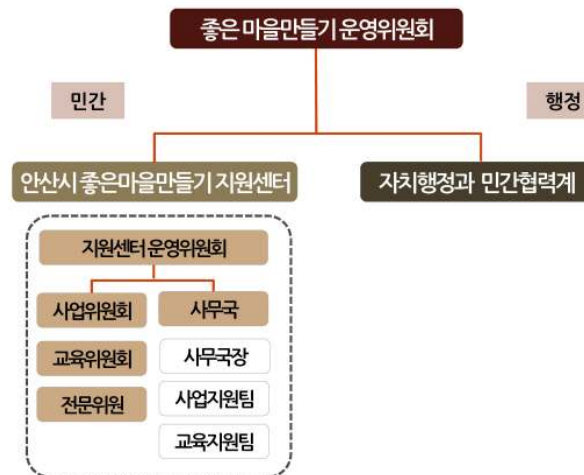 좋은 마을만들기 운영위원회
민간
행정
안산시 좋은마을만들기 지원센터
자치행정과 민간협력계
지원센터 운영위원회
사업위원회
사무국
교육위원회
사무국장
전문위원
사업지원팀
교육지원팀